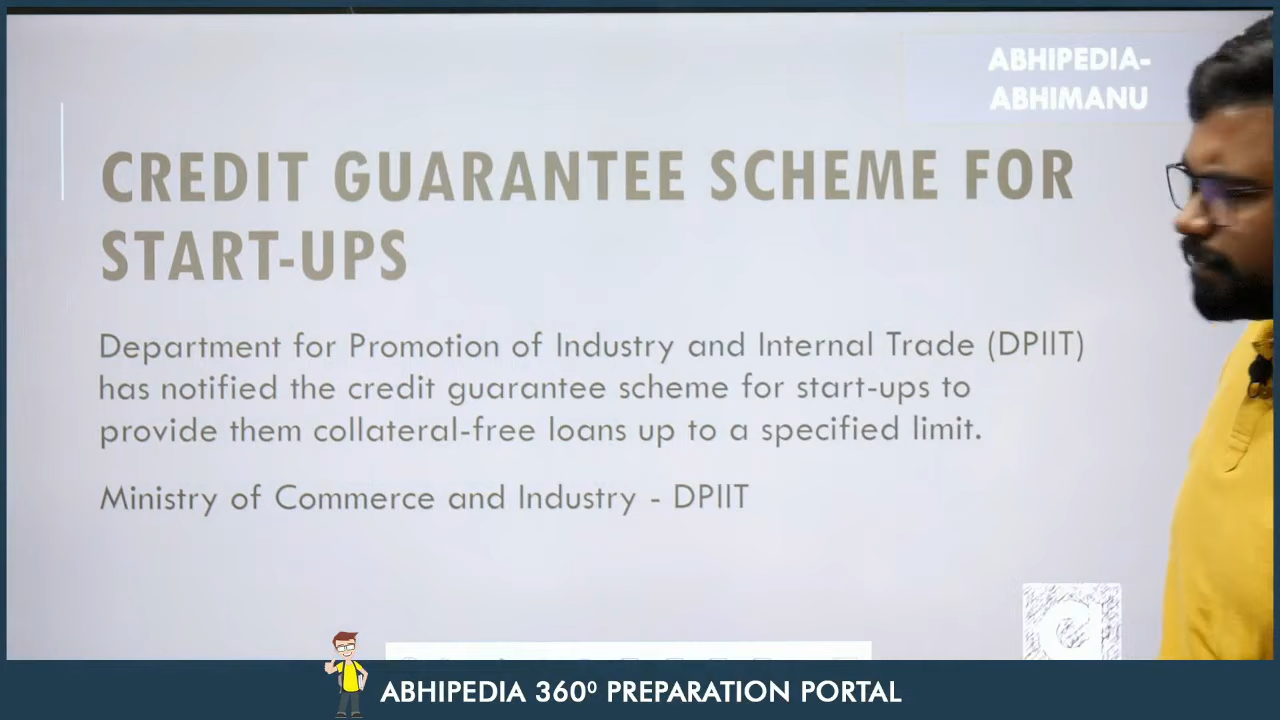 ABHIPEDIA-
ABHIMANU
CREDIT GUARANTEE SCHEME FOR
START-UPS
Department for Promotion of Industry and Internal Trade (DPIIT)
has notified the credit guarantee scheme for start-ups to
provide them collateral-free loans up to a specified limit.
Ministry of Commerce and Industry - DPIIT
ABHIPEDIA 360⁰ PREPARATION PORTAL